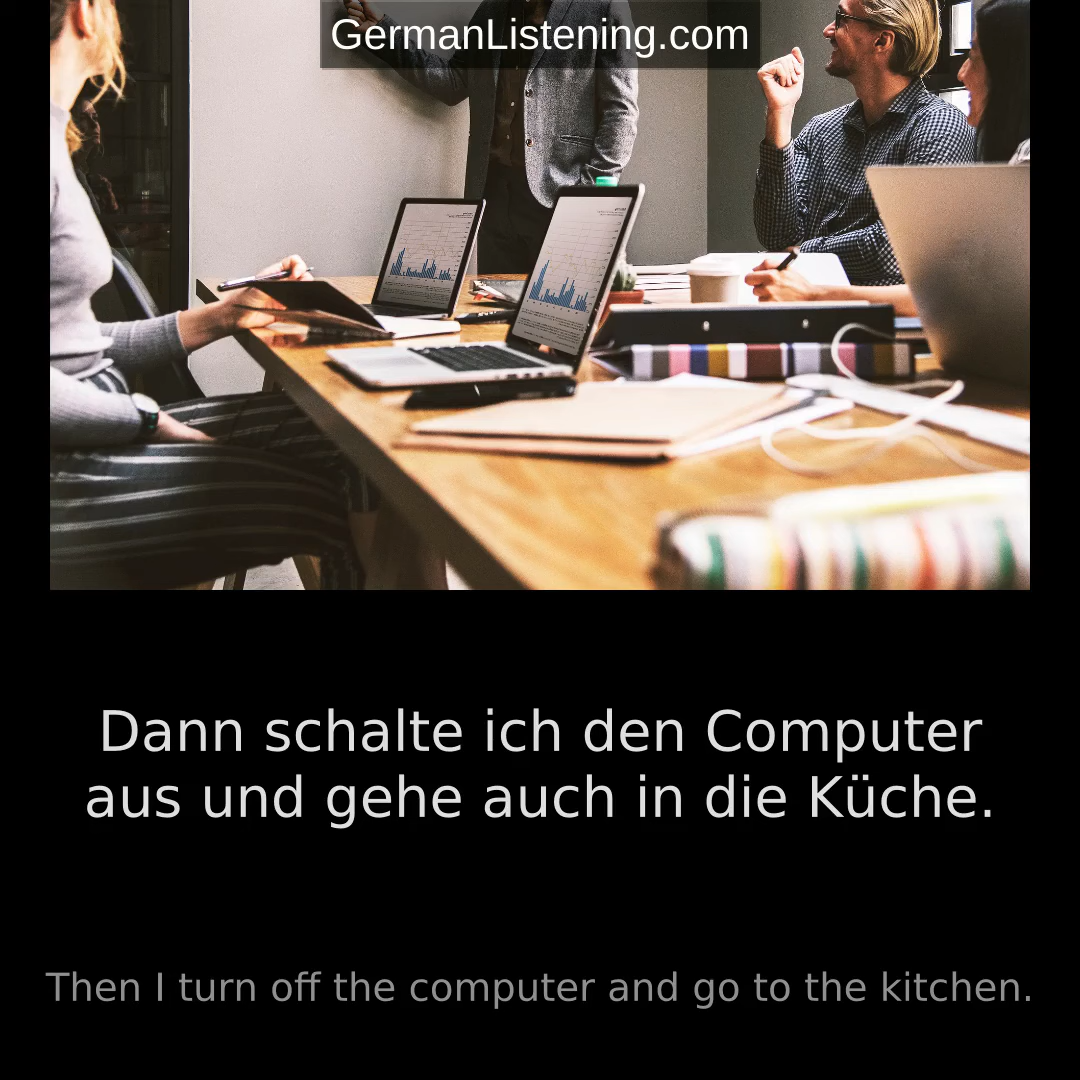 GermanListening.com
Dann schalte ich den Computer
aus und gehe auch in die Küche.
Then I turn off the computer and go to the kitchen.